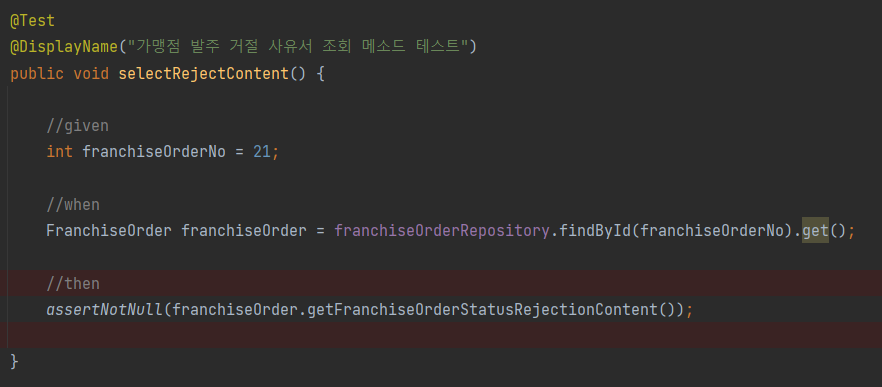 @Test
@DisplayName("가맹점 발주 거절 사유서 조회 메소드 테스트")
public void selectRejectContent() {
//given
int franchiseOrderNo = 21;
//when
FranchiseOrder franchiseOrder = franchiseOrderRepository.findById(franchiseOrderNo).get();
//then
assertNotNull(franchiseOrder.getFranchiseOrderStatusRejectionContent());
}